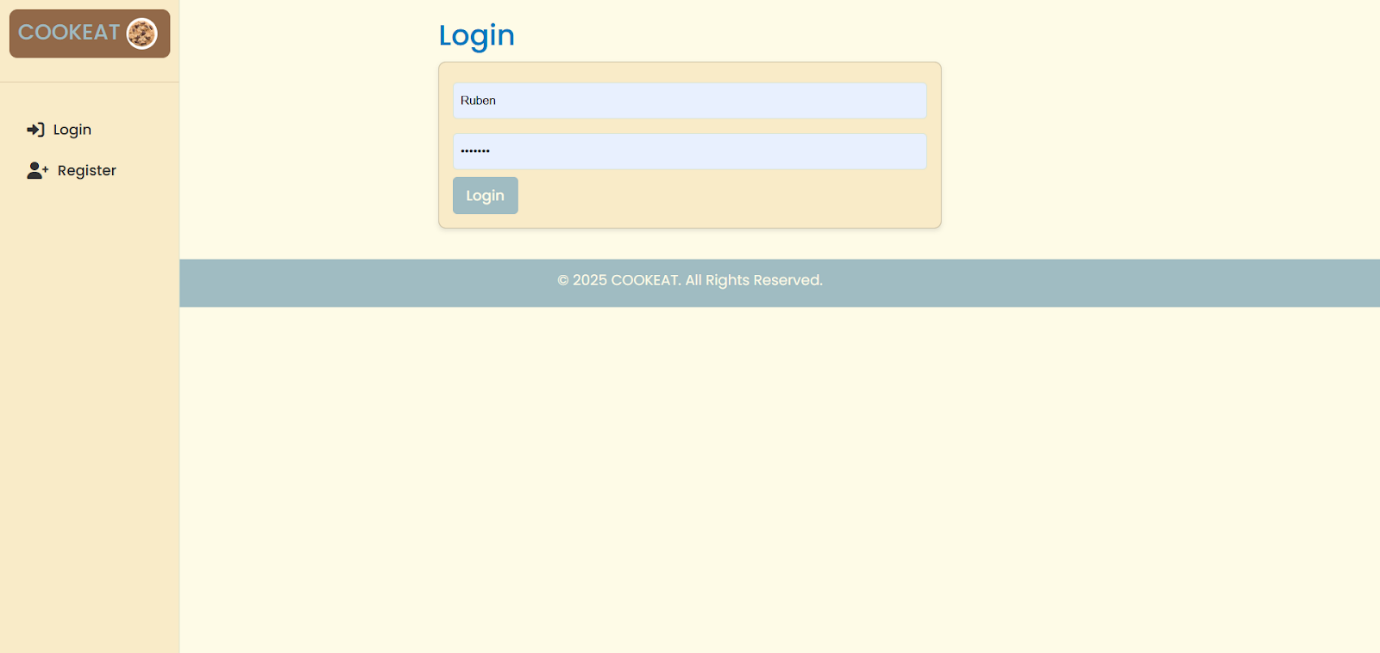 COOKEAT
Login
Register
Login
Ruben
•••••••
Login
© 2025 COOKEAT. All Rights Reserved.